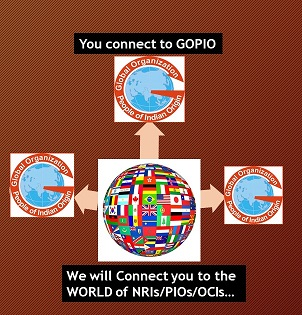 You connect to GOPIO
Global Organization
People of Indian Origin
Global Organization
People of Indian Origin
Global Organization
People of Indian Origin
We will Connect you to the
WORLD of NRIs/PIOs/OCIs...